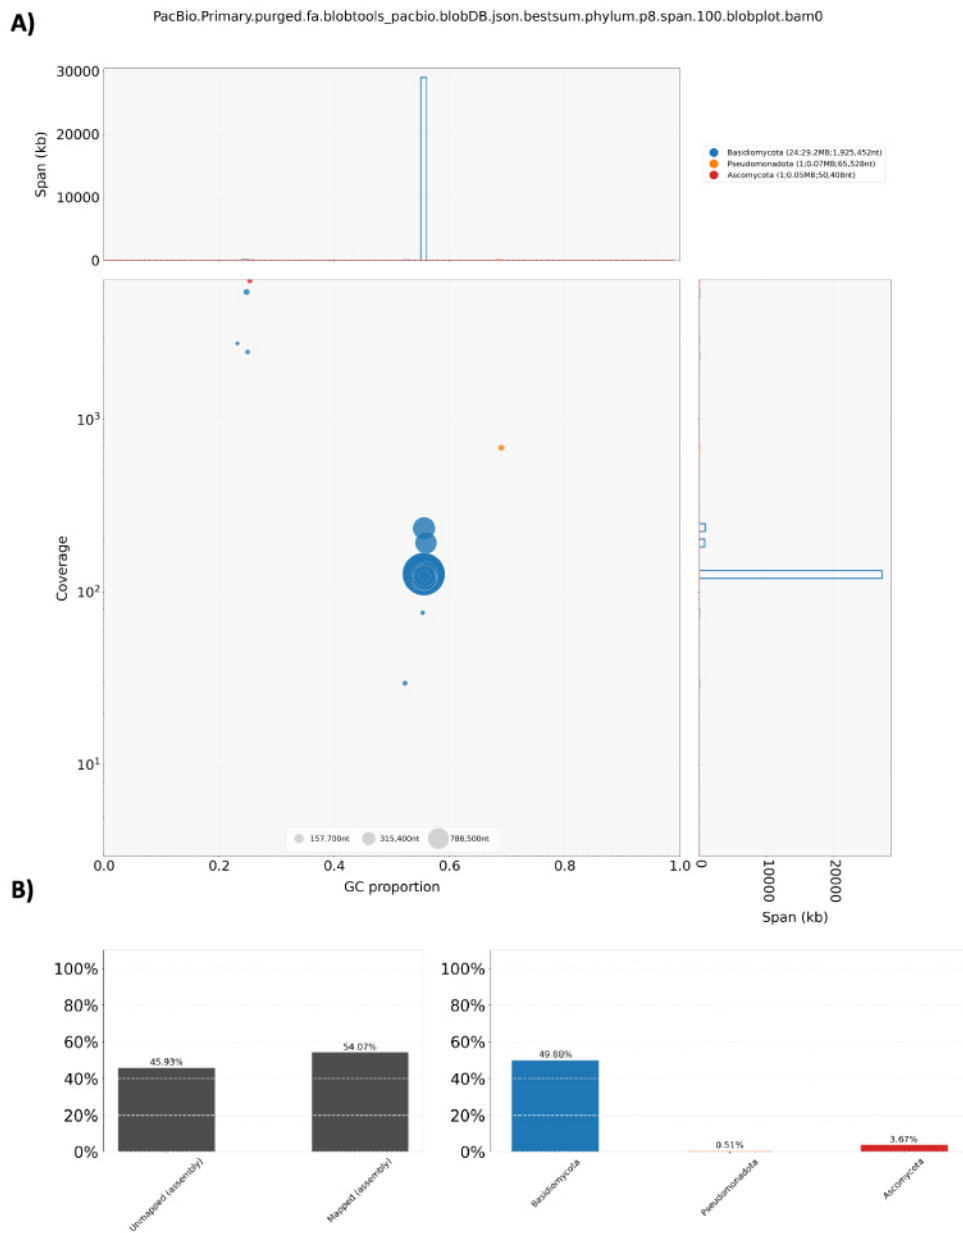 A)
PacBio.Primary.purged.fa.blobtools_pacbio.blobDB.json.bestsum.phylum.p8.span.100.blobplot.bam0
30000
20000
10000
0
Span (kb)
Basidiomycota (24;29.2MB;1,925,452nt)
Pseudomonadota (1;0.07MB;65,528nt)
Ascomycota (1;0.05MB;50,408nt)
10³
10²
10¹
Coverage
157,700nt 315,400nt 788,500nt
0.0 0.2 0.4 0.6 0.8 1.0
GC proportion
0 10000 20000
Span (kb)
B)
100%
80%
60%
40%
20%
0%
45.93%
54.07%
Unmapped (assembly)
Mapped (assembly)
100%
80%
60%
40%
20%
0%
49.88%
0.51%
3.67%
Basidiomycota
Pseudomonadota
Ascomycota